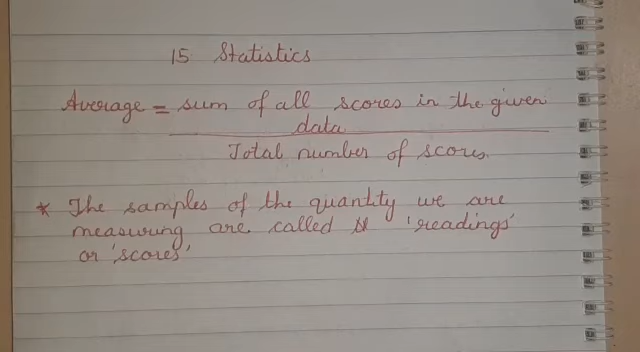 15 Statistics
Average = sum of all scores in the given
data
Total number of scores
* The samples of the quantity we are
measuring are called 'readings'
or 'scores'